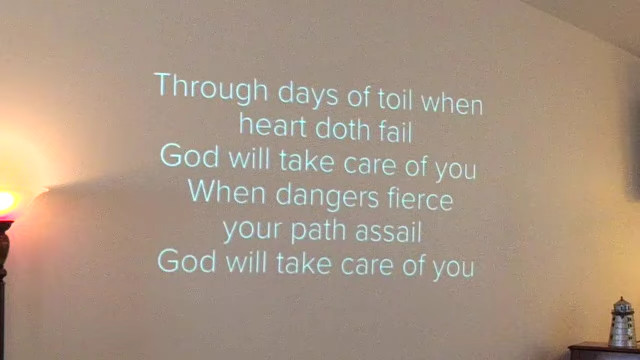 Through days of toil when
heart doth fail
God will take care of you
When dangers fierce
your path assail
God will take care of you